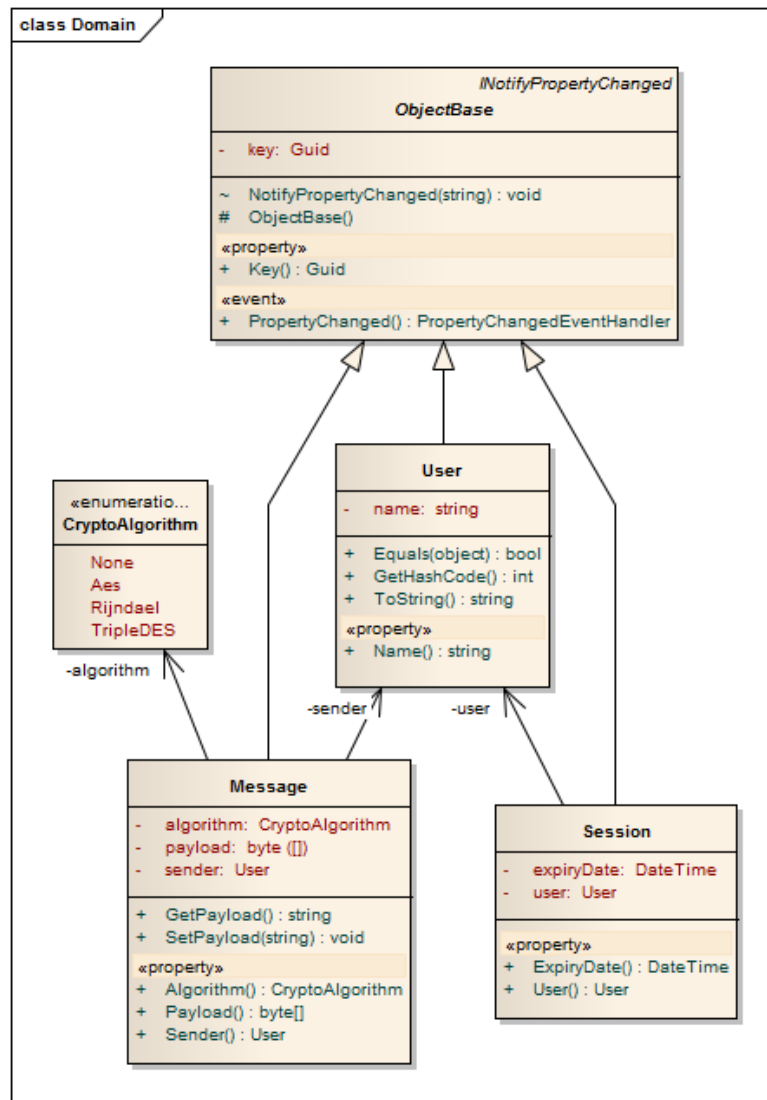 class Domain
INotifyPropertyChanged
ObjectBase
- key: Guid
~ NotifyPropertyChanged(string) : void
# ObjectBase()
«property»
+ Key() : Guid
«event»
+ PropertyChanged() : PropertyChangedEventHandler
«enumeratio...
CryptoAlgorithm
None
Aes
Rijndael
TripleDES
User
- name: string
+ Equals(object) : bool
+ GetHashCode() : int
+ ToString() : string
«property»
+ Name() : string
-algorithm
-sender
-user
Message
- algorithm: CryptoAlgorithm
- payload: byte ([])
- sender: User
+ GetPayload() : string
+ SetPayload(string) : void
«property»
+ Algorithm() : CryptoAlgorithm
+ Payload() : byte[]
+ Sender() : User
Session
- expiryDate: DateTime
- user: User
«property»
+ ExpiryDate() : DateTime
+ User() : User